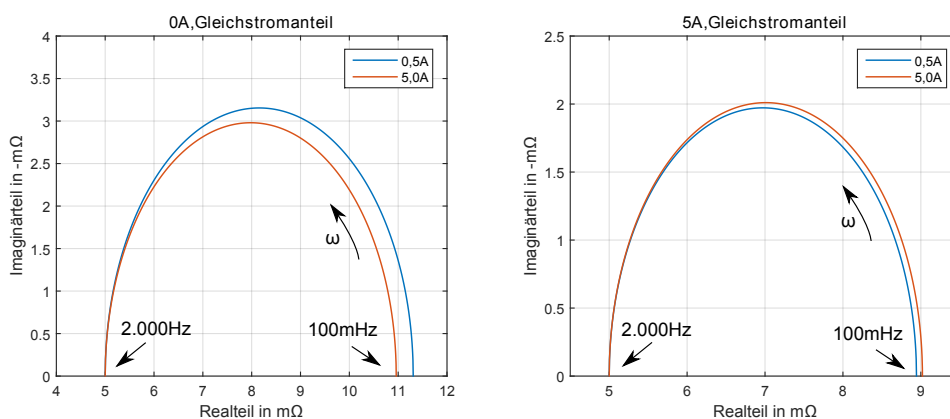 0A,Gleichstromanteil
4
3.5
3
2.5
2
1.5
1
0.5
0
Imaginärteil in -mΩ
0,5A
5,0A
ω
2.000Hz
100mHz
4 5 6 7 8 9 10 11 12
Realteil in mΩ
5A,Gleichstromanteil
2.5
2
1.5
1
0.5
0
Imaginärteil in -mΩ
0,5A
5,0A
ω
2.000Hz
100mHz
5 6 7 8 9
Realteil in mΩ